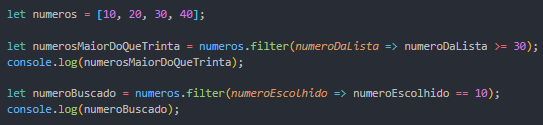 let numeros = [10, 20, 30, 40];
let numerosMaiorDoQueTrinta = numeros.filter(numeroDaLista => numeroDaLista >= 30);
console.log(numerosMaiorDoQueTrinta);
let numeroBuscado = numeros.filter(numeroEscolhido => numeroEscolhido == 10);
console.log(numeroBuscado);